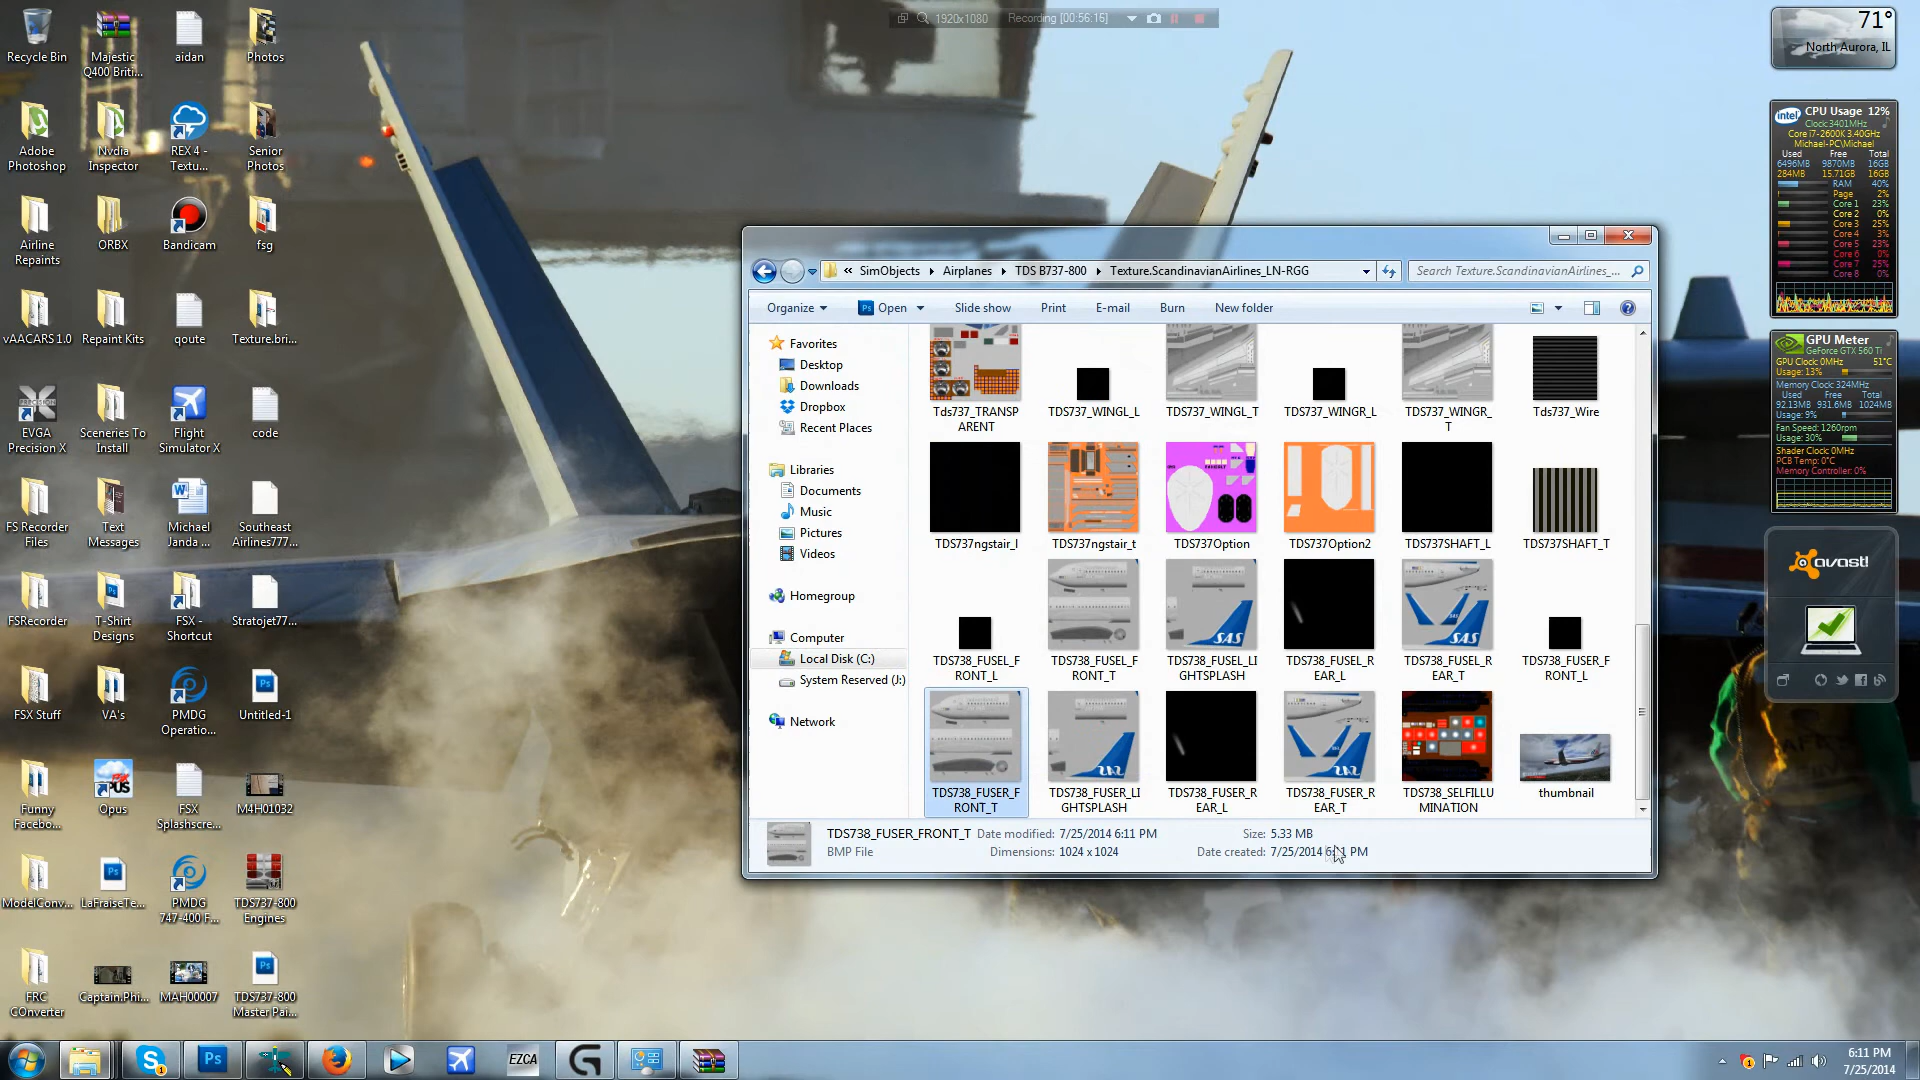 1920x1080 Recording [00:56:15]
Recycle Bin
Majestic Q400 Briti...
aidan
Photos
Adobe Photoshop
Nvdia Inspector
REX 4 - Textu...
Senior Photos
Airline Repaints
ORBX
Bandicam
fsg
vAACARS 1.0
Repaint Kits
qoute
Texture.bri...
EVGA Precision X
Sceneries To Install
Flight Simulator X
code
FS Recorder Files
Text Messages
Michael Janda ...
Southeast Airlines777...
FSRecorder
T-Shirt Designs
FSX - Shortcut
Stratojet77...
FSX Stuff
VA's
PMDG Operatio...
Untitled-1
Funny Facebo...
OPUS
FSX Splashscre...
M4H01032
ModelConv...
LaFraiseTe...
PMDG 747-400 F...
TDS737-800 Engines
FRC COnverter
Captain.Phi...
MAH00007
TDS737-800 Master Pai...
« SimObjects Airplanes TDS B737-800 Texture.ScandinavianAirlines_LN-RGG
Search Texture.ScandinavianAirlines_...
Organize Open Slide show Print E-mail Burn New folder
Favorites
Desktop
Downloads
Dropbox
Recent Places
Libraries
Documents
Music
Pictures
Videos
Homegroup
Computer
Local Disk (C:)
System Reserved (J:)
Network
Tds737_TRANSPARENT
TDS737_WINGL_L
TDS737_WINGL_T
TDS737_WINGR_L
TDS737_WINGR_T
Tds737_Wire
TDS737ngstair_l
TDS737ngstair_t
TDS737Option
TDS737Option2
TDS737SHAFT_L
TDS737SHAFT_T
SAS
SAS
TDS738_FUSEL_FRONT_L
TDS738_FUSEL_FRONT_T
TDS738_FUSEL_LIGHTSPLASH
TDS738_FUSEL_REAR_L
TDS738_FUSEL_REAR_T
TDS738_FUSER_FRONT_L
TDS738_FUSER_FRONT_T
TDS738_FUSER_LIGHTSPLASH
TDS738_FUSER_REAR_L
TDS738_FUSER_REAR_T
TDS738_SELFILLUMINATION
thumbnail
TDS738_FUSER_FRONT_T Date modified: 7/25/2014 6:11 PM Size: 5.33 MB
BMP File Dimensions: 1024 x 1024 Date created: 7/25/2014 6:11 PM
71°
North Aurora, IL
intel CPU Usage 12%
Clock:3401MHz
Core i7-2600K 3.40GHz
Michael-PC\Michael
Used Free Total
6496MB 9870MB 16GB
284MB 15.71GB 16GB
RAM 40%
Page 2%
Core 1 23%
Core 2 0%
Core 3 25%
Core 4 3%
Core 5 23%
Core 6 0%
Core 7 25%
Core 8 0%
GPU Meter
GeForce GTX 560 Ti
GPU Clock: 0MHz 51°C
Usage: 13%
Memory Clock: 324MHz
Used Free Total
92.13MB 931.6MB 1024MB
Usage: 9%
Fan Speed: 1260rpm
Usage: 30%
Shader Clock: 0MHz
PCB Temp: 0°C
Memory Controller: 0%
avast!
Ps
EZCA
6:11 PM
7/25/2014